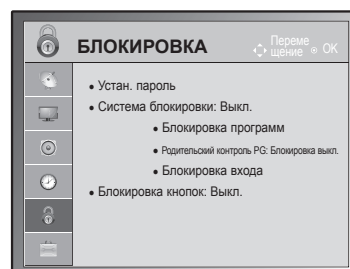 БЛОКИРОВКА
Переме
щение
OK
• Устан. пароль
• Система блокировки: Выкл.
• Блокировка программ
• Родительский контроль PG: Блокировка выкл.
• Блокировка входа
• Блокировка кнопок: Выкл.